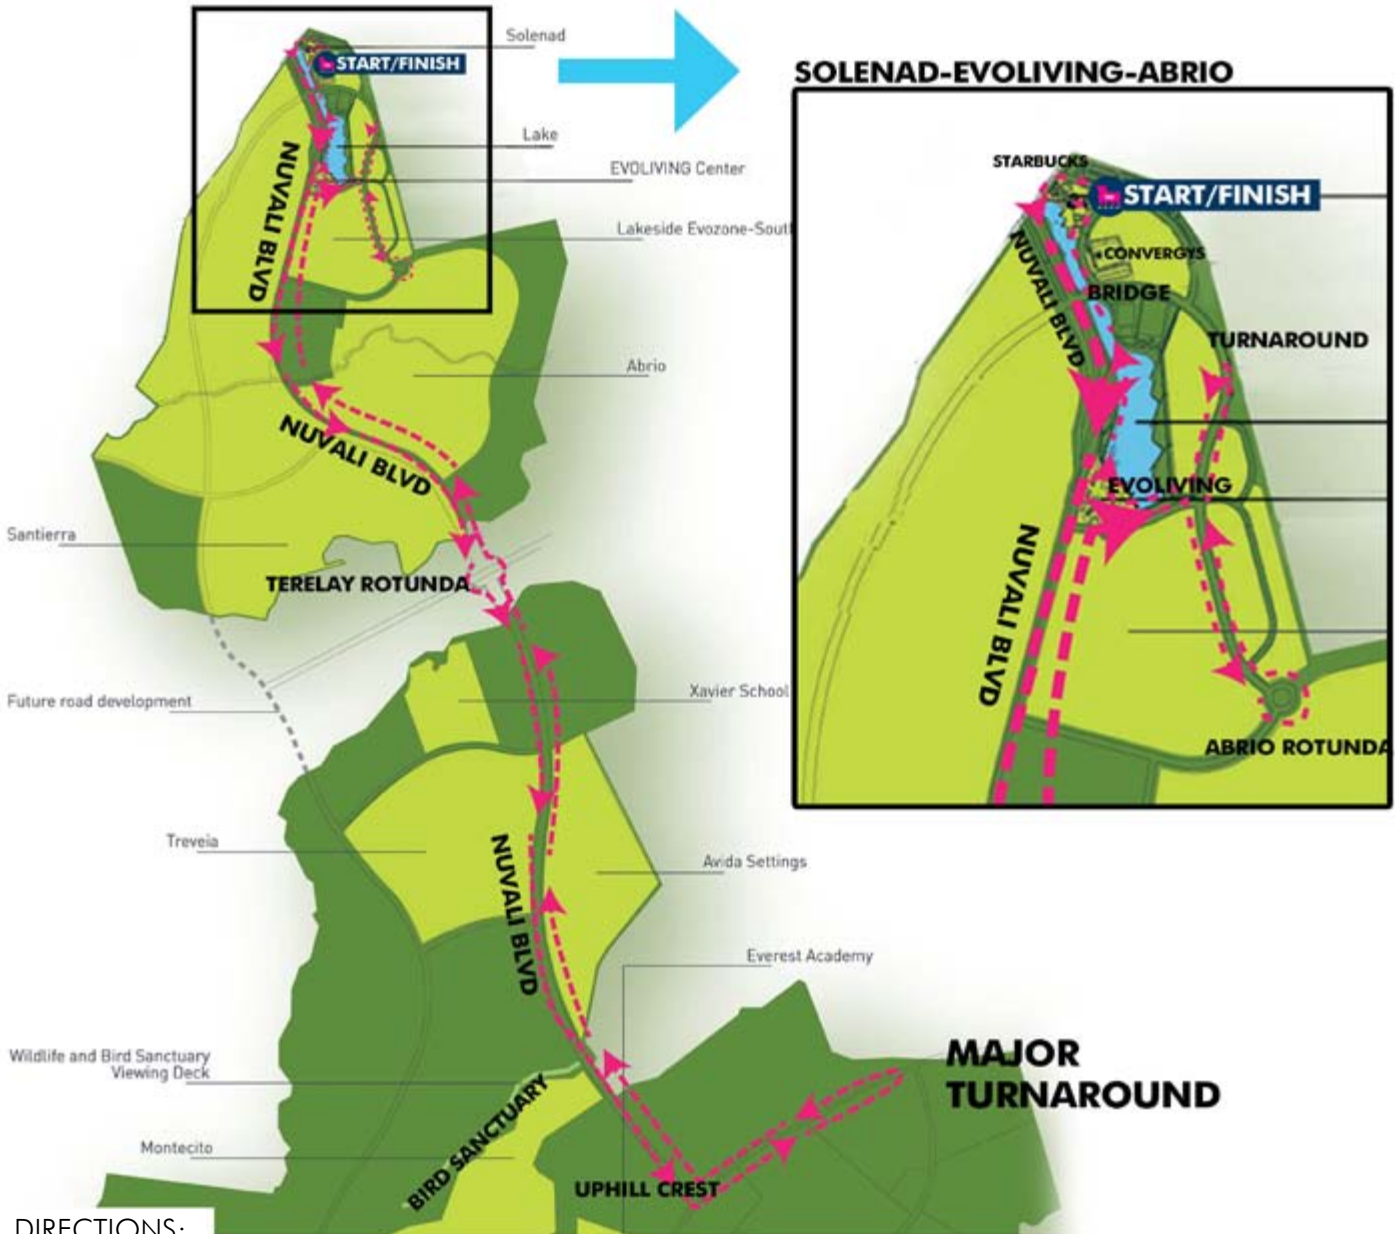 Solenad
START/FINISH
Lake
EVOLIVING Center
NUVALI BLVD
Lakeside Evozone-Sout
Abrio
NUVALI BLVD
Santierra
TERELAY ROTUNDA
Future road development
Xavier School
Treveia
NUVALI BLVD
Avida Settings
Everest Academy
Wildlife and Bird Sanctuary
Viewing Deck
MAJOR
TURNAROUND
BIRD SANCTUARY
Montecito
UPHILL CREST
DIRECTIONS:
SOLENAD-EVOLIVING-ABRIO
STARBUCKS
START/FINISH
NUVALI BLVD
CONVERGYS
BRIDGE
TURNAROUND
EVOLIVING
NUVALI BLVD
ABRIO ROTUNDA